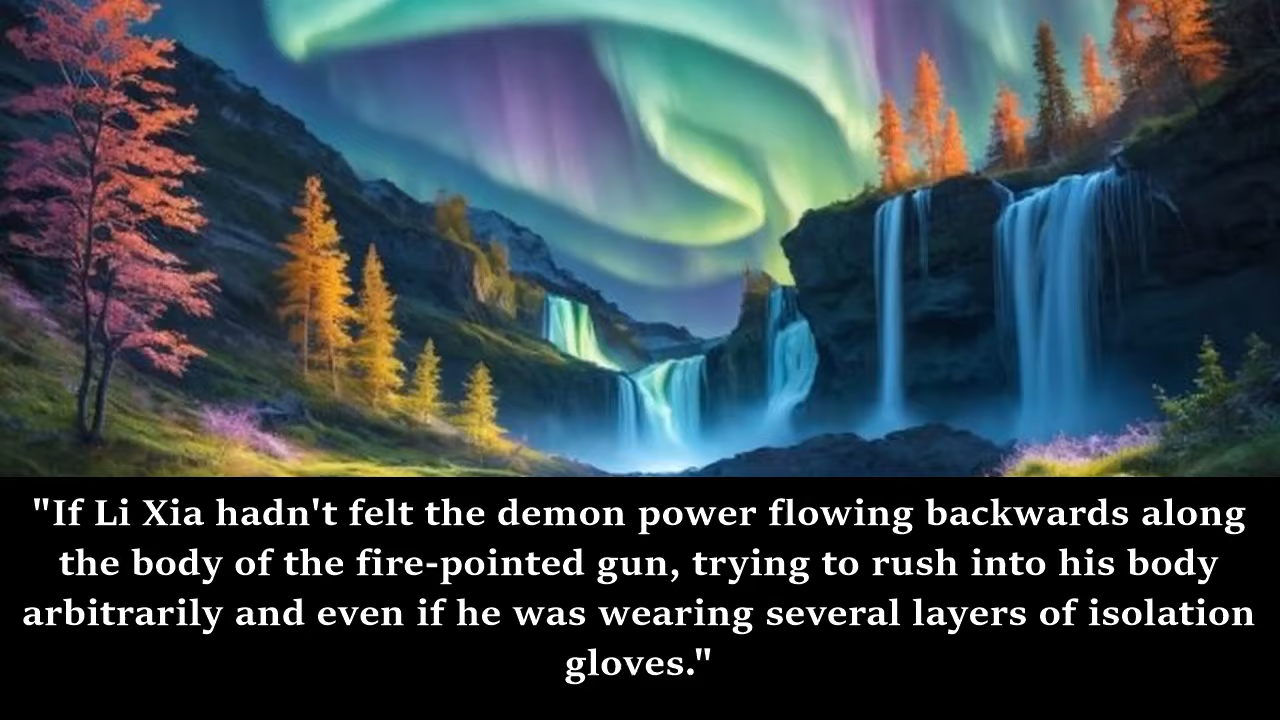 "If Li Xia hadn't felt the demon power flowing backwards along
the body of the fire-pointed gun, trying to rush into his body
arbitrarily and even if he was wearing several layers of isolation
gloves."